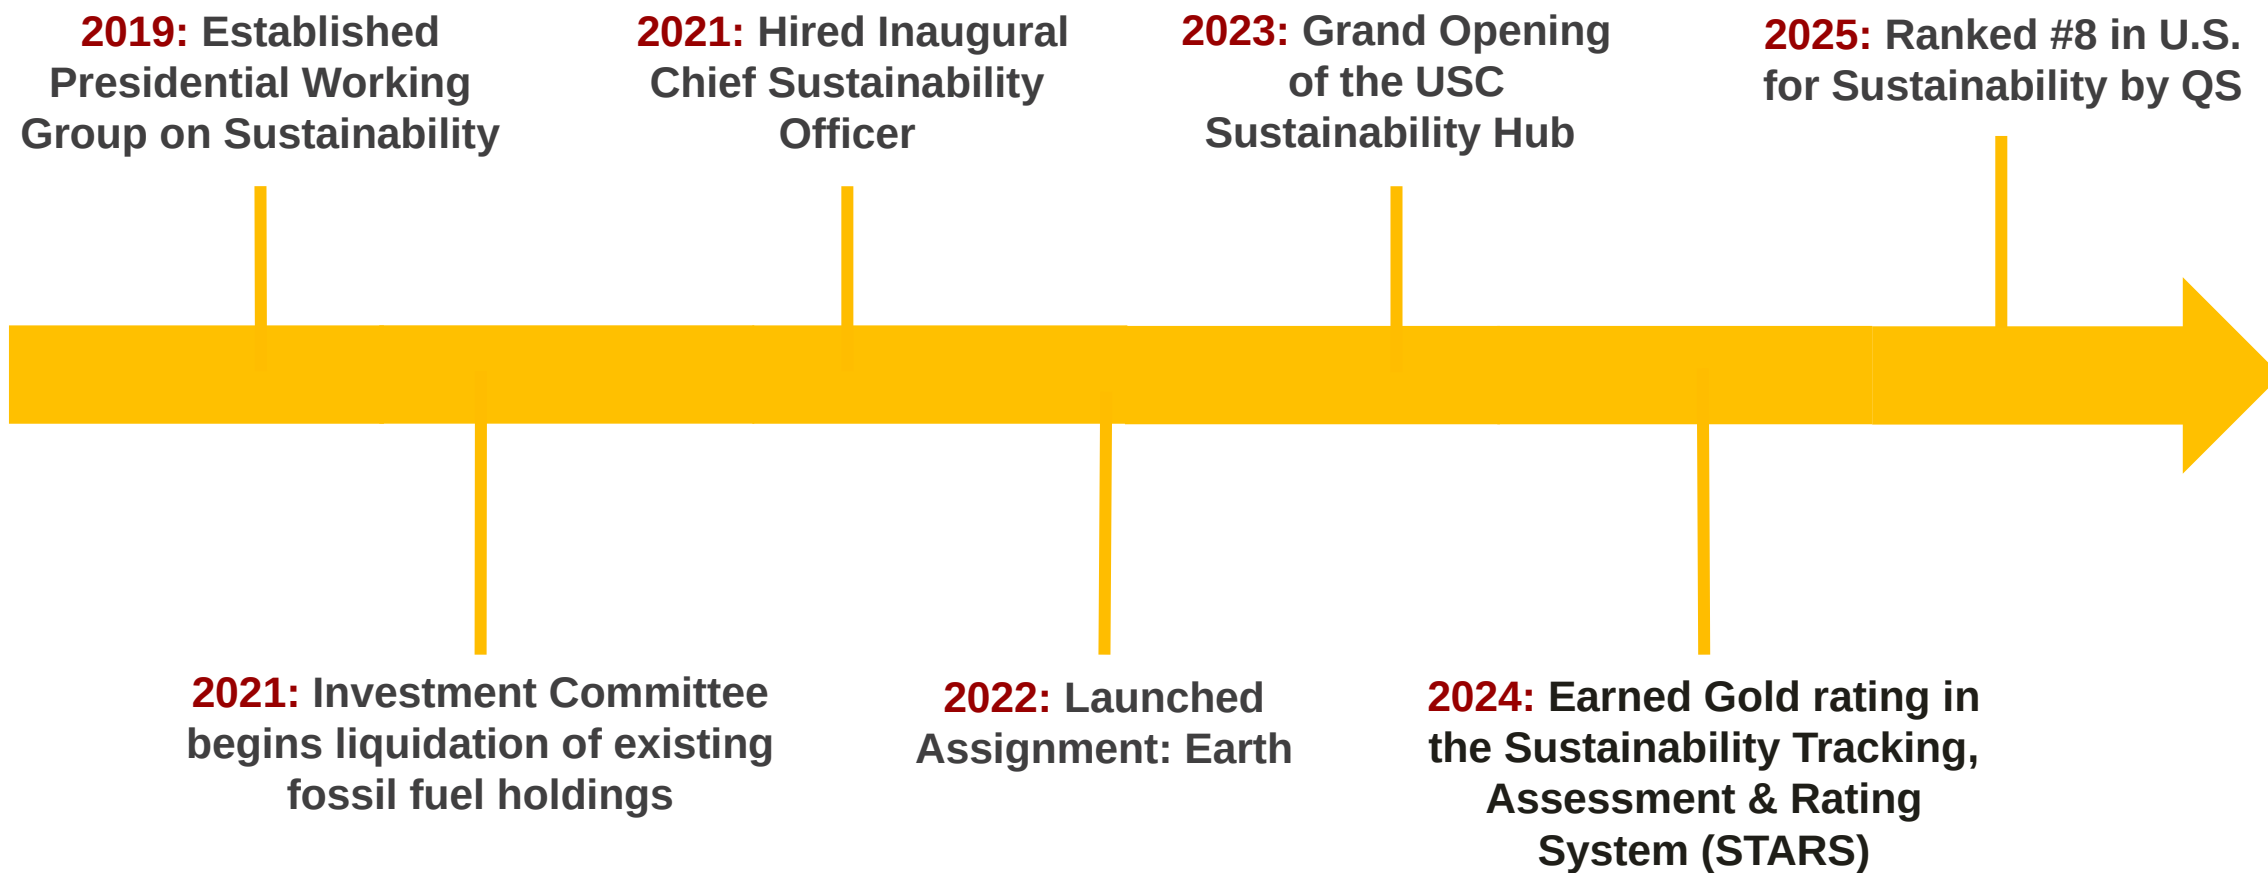 2019: Established
Presidential Working
Group on Sustainability
2021: Hired Inaugural
Chief Sustainability
Officer
2023: Grand Opening
of the USC
Sustainability Hub
2025: Ranked #8 in U.S.
for Sustainability by QS
2021: Investment Committee
begins liquidation of existing
fossil fuel holdings
2022: Launched
Assignment: Earth
2024: Earned Gold rating in
the Sustainability Tracking,
Assessment & Rating
System (STARS)